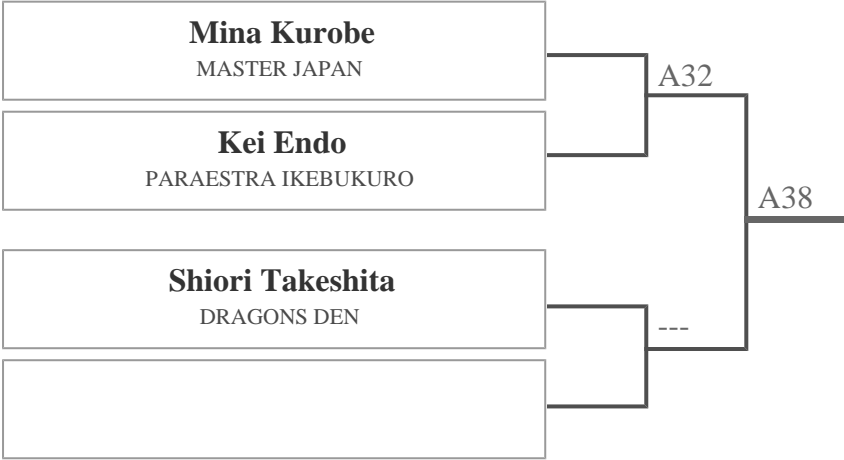 Mina Kurobe
MASTER JAPAN
A32
Kei Endo
PARAESTRA IKEBUKURO
A38
Shiori Takeshita
DRAGONS DEN
---